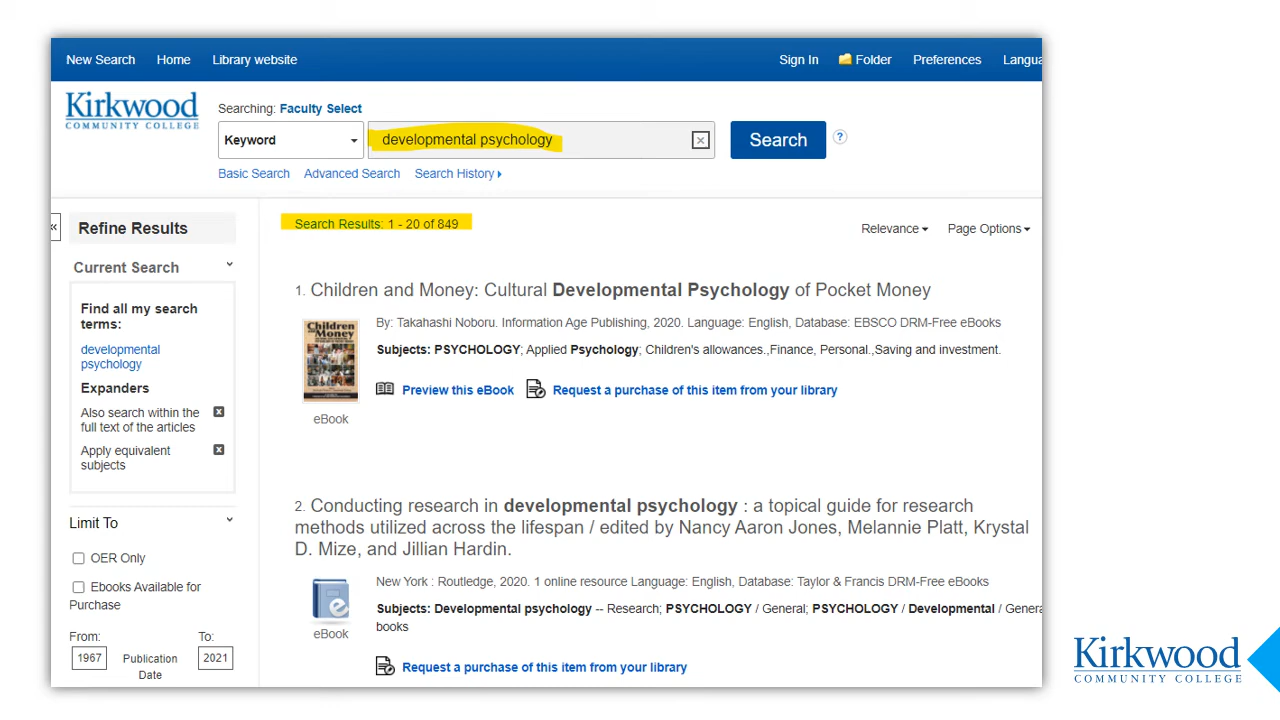 New Search Home Library website Sign In Folder Preferences Langua
Kirkwood
COMMUNITY COLLEGE
Searching: Faculty Select
Keyword developmental psychology Search ?
Basic Search Advanced Search Search History
«
Refine Results
Current Search
Find all my search
terms:
developmental
psychology
Expanders
Also search within the
full text of the articles
Apply equivalent
subjects
Limit To
OER Only
Ebooks Available for
Purchase
From: To:
1967 Publication 2021
Date
Search Results: 1 - 20 of 849
Relevance Page Options
1. Children and Money: Cultural Developmental Psychology of Pocket Money
Children
and
Money
By: Takahashi Noboru. Information Age Publishing, 2020. Language: English, Database: EBSCO DRM-Free eBooks
Subjects: PSYCHOLOGY; Applied Psychology; Children's allowances.,Finance, Personal.,Saving and investment.
Preview this eBook Request a purchase of this item from your library
eBook
2. Conducting research in developmental psychology : a topical guide for research
methods utilized across the lifespan / edited by Nancy Aaron Jones, Melannie Platt, Krystal
D. Mize, and Jillian Hardin.
New York : Routledge, 2020. 1 online resource Language: English, Database: Taylor & Francis DRM-Free eBooks
Subjects: Developmental psychology -- Research; PSYCHOLOGY / General; PSYCHOLOGY / Developmental / Genera
books
eBook
Request a purchase of this item from your library
Kirkwood
COMMUNITY COLLEGE